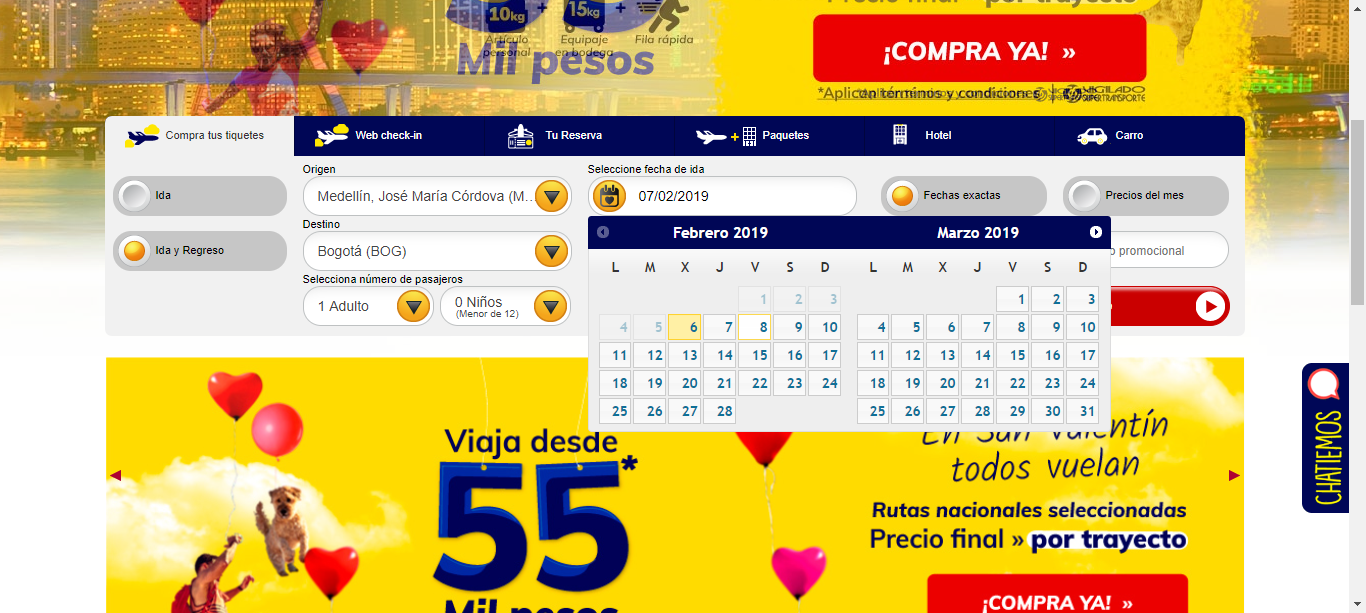 10kg + 15kg +
Artículo personal
Equipaje en bodega
Fila rápida
Mil pesos
Precio final » por trayecto
¡COMPRA YA! »
*Aplican términos y condiciones
VIGILADO
SUPERTRANSPORTE
Compra tus tiquetes
Web check-in
Tu Reserva
Paquetes
Hotel
Carro
Ida
Ida y Regreso
Origen
Medellín, José María Córdova (M...
Destino
Bogotá (BOG)
Selecciona número de pasajeros
1 Adulto
0 Niños
(Menor de 12)
Seleccione fecha de ida
07/02/2019
Fechas exactas
Precios del mes
promocional
Febrero 2019
L M X J V S D
1 2 3
4 5 6 7 8 9 10
11 12 13 14 15 16 17
18 19 20 21 22 23 24
25 26 27 28
Marzo 2019
L M X J V S D
1 2 3
4 5 6 7 8 9 10
11 12 13 14 15 16 17
18 19 20 21 22 23 24
25 26 27 28 29 30 31
Viaja desde
55*
Mil pesos
En San Valentín
todos vuelan
Rutas nacionales seleccionadas
Precio final » por trayecto
¡COMPRA YA! »
CHATIEMOS